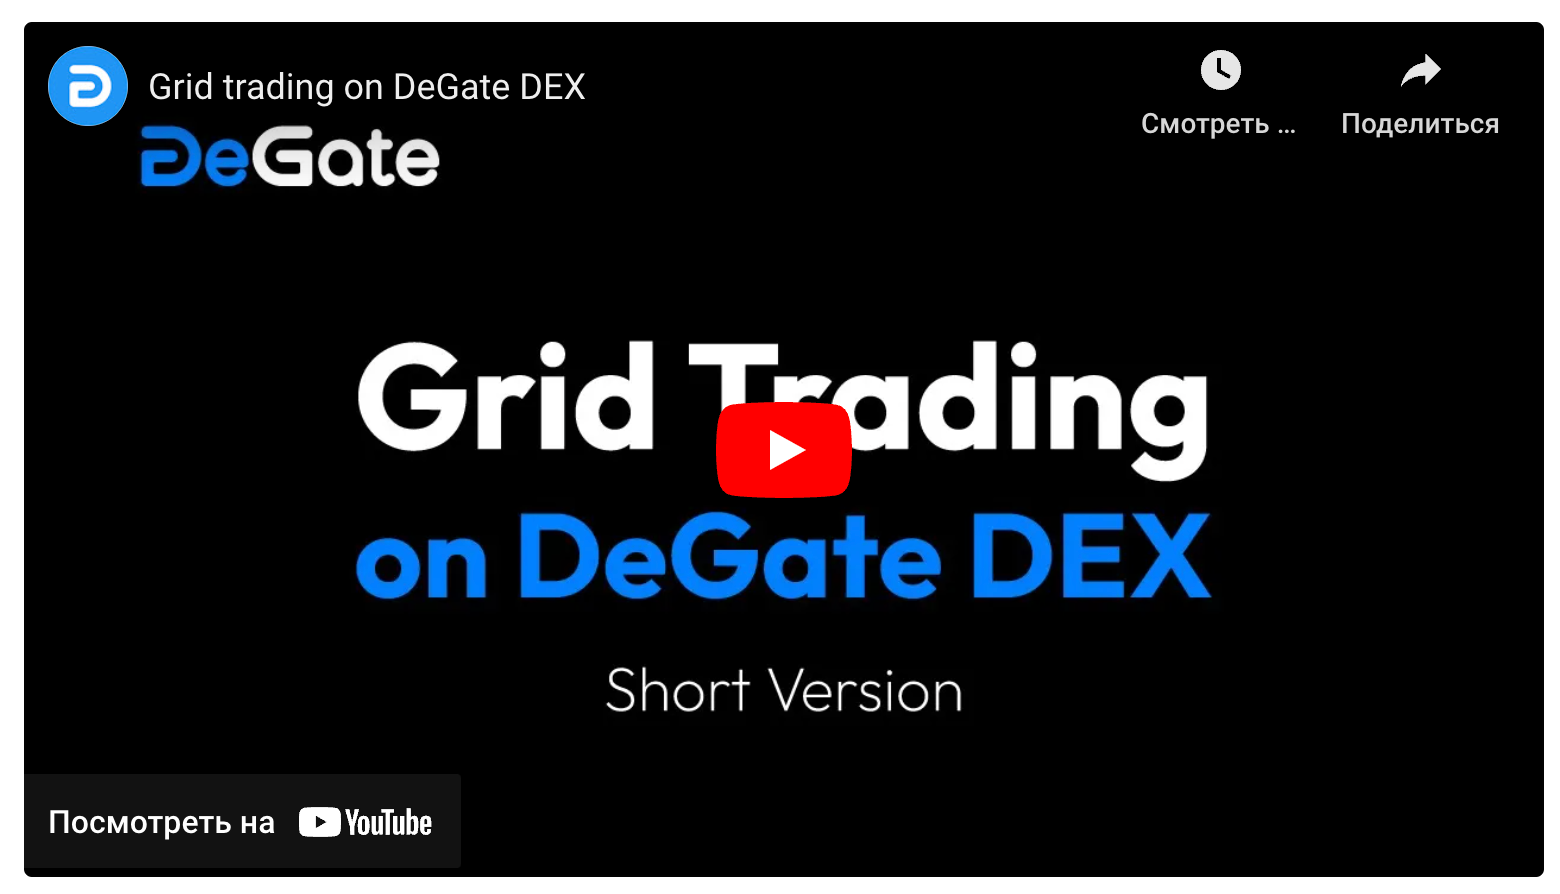 Grid trading on DeGate DEX
Смотреть ...
Поделиться
DeGate
Grid Trading
on DeGate DEX
Short Version
Посмотреть на YouTube